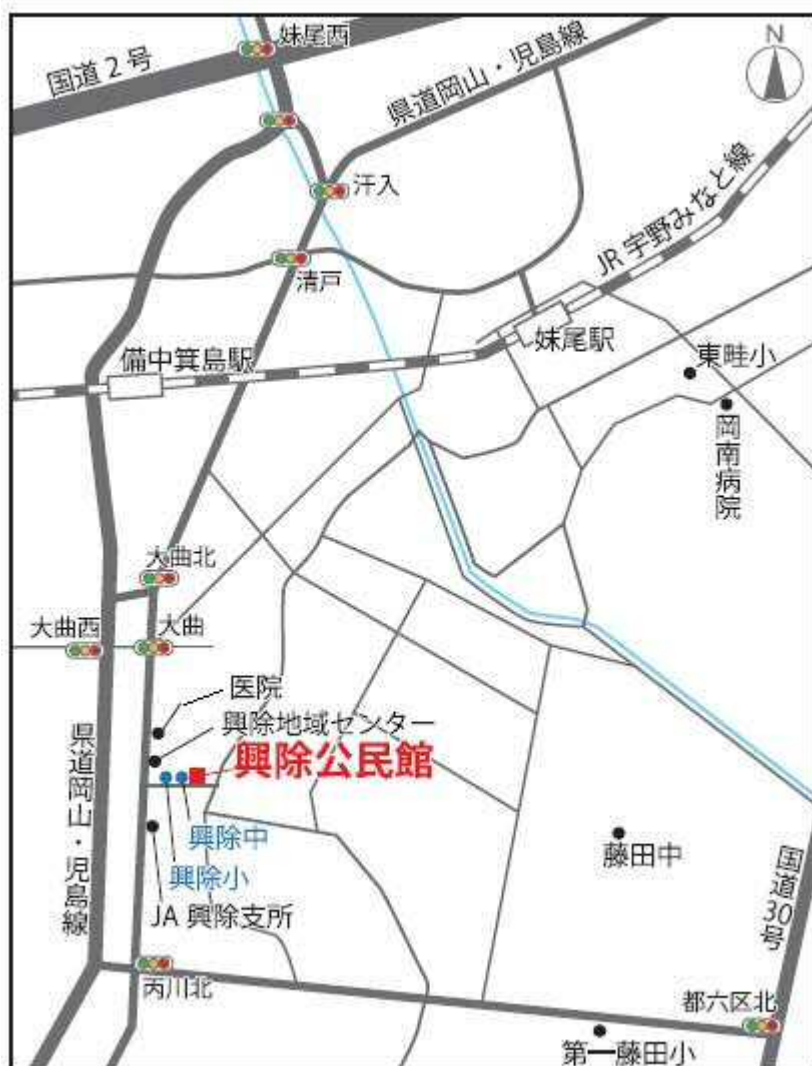 妹尾西
国道2号
県道岡山・児島線
N
汗入
清戸
JR宇野みなと線
妹尾駅
備中箕島駅
東畦小
岡南病院
大曲北
大曲西
大曲
医院
興除地域センター
興除公民館
県道岡山・児島線
興除中
興除小
藤田中
国道30号
JA 興除支所
丙川北
都六区北
第一藤田小